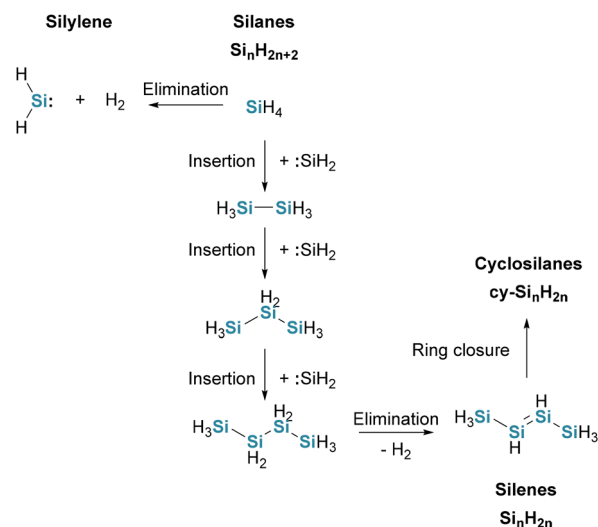 Silylene
Silanes
SiₙH₂ₙ₊₂
H
Si:
H
+ H₂
Elimination
SiH₄
Insertion + :SiH₂
H₃Si SiH₃
Insertion + :SiH₂
H₂
H₃Si Si SiH₃
Insertion + :SiH₂
H₂
H₃Si Si
Si SiH₃
H₂
Elimination
- H₂
Cyclosilanes
cy-SiₙH₂ₙ
Ring closure
H
H₃Si Si
Si SiH₃
H
Silenes
SiₙH₂ₙ